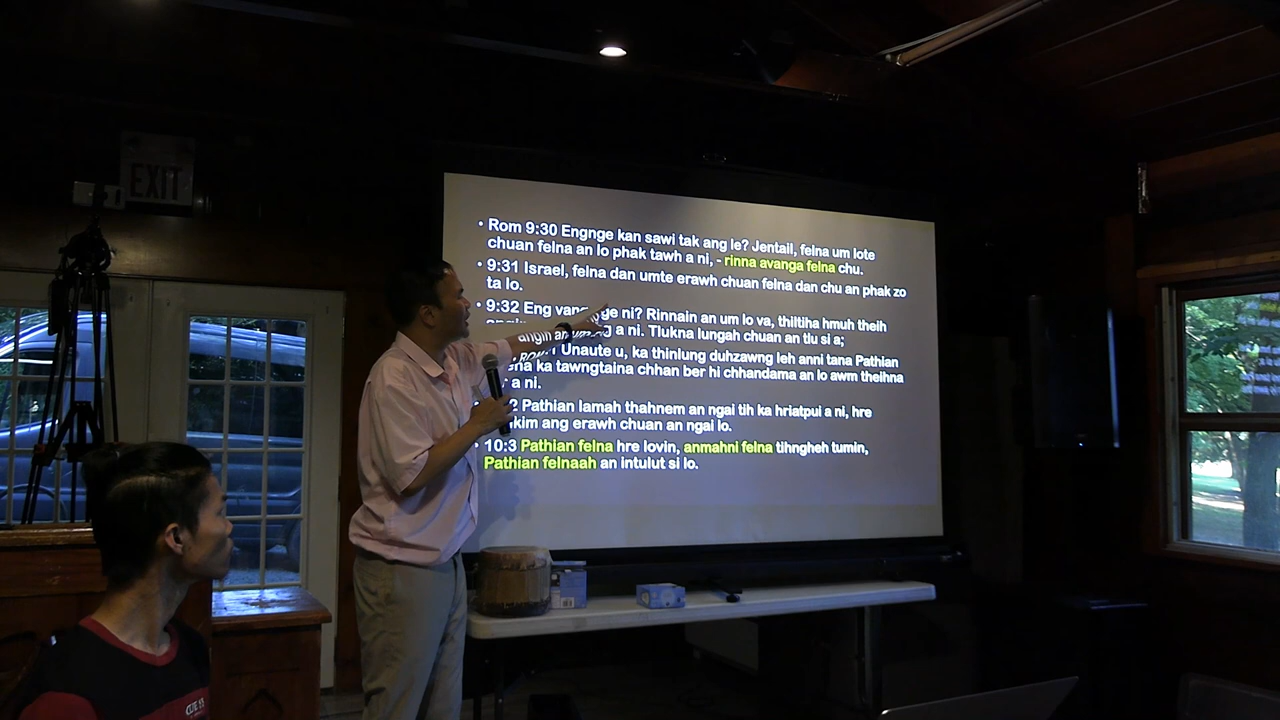 EXIT
• Rom 9:30 Engnge kan sawi tak ang le? Jentail, felna um lote
chuan felna an lo phak tawh a ni, - rinna avanga felna chu.
• 9:31 Israel, felna dan umte erawh chuan felna dan chu an phak zo
ta lo.
• 9:32 Eng vang ge ni? Rinnain an um lo va, thiltiha hmuh theih
a ni. Tlukna lungah chuan an tlu si a;
Unaute u, ka thinlung duhzawng leh anni tana Pathian
ka tawngtaina chhan ber hi chhandama an lo awm theihna
a ni.
Pathian lamah thahnem an ngai tih ka hriatpui a ni, hre
kim ang erawh chuan an ngai lo.
• 10:3 Pathian felna hre lovin, anmahni felna tihngheh tumin,
Pathian felnaah an intulut si lo.